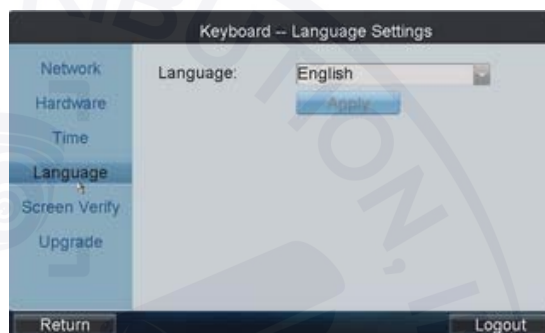 Keyboard -- Language Settings
Network
Hardware
Time
Language
Screen Verify
Upgrade
Language: English
Apply
Return
Logout